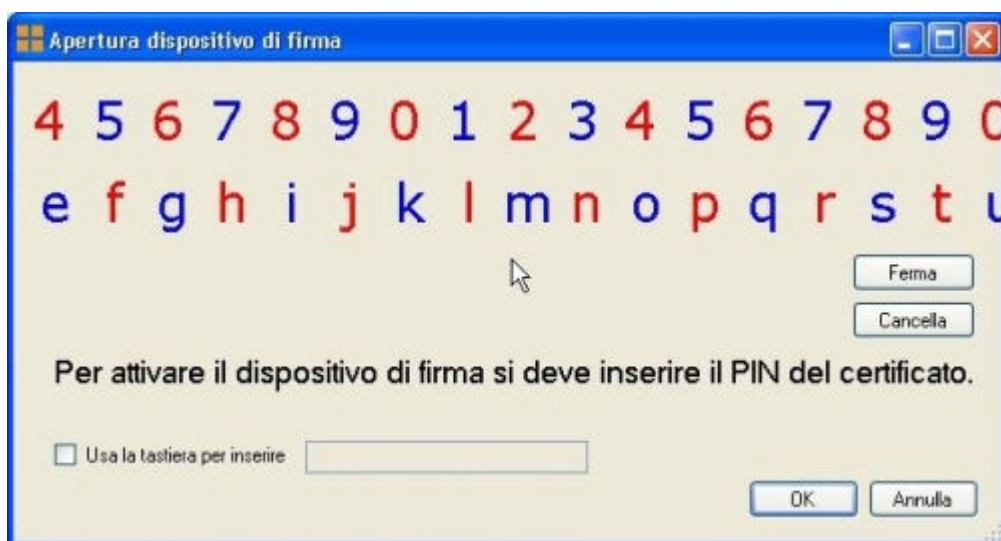 Apertura dispositivo di firma
4 5 6 7 8 9 0 1 2 3 4 5 6 7 8 9 0
e f g h i j k l m n o p q r s t u
Ferma
Cancella
Per attivare il dispositivo di firma si deve inserire il PIN del certificato.
Usa la tastiera per inserire
OK Annulla